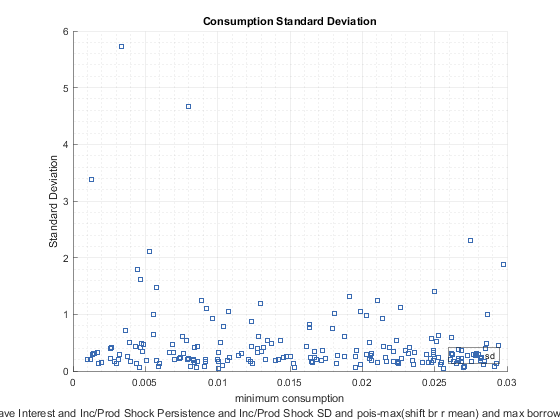 Consumption Standard Deviation
6
5
4
3
2
1
0
Standard Deviation
sd
0 0.005 0.01 0.015 0.02 0.025 0.03
minimum consumption
ave Interest and Inc/Prod Shock Persistence and Inc/Prod Shock SD and pois-max(shift br r mean) and max borrow